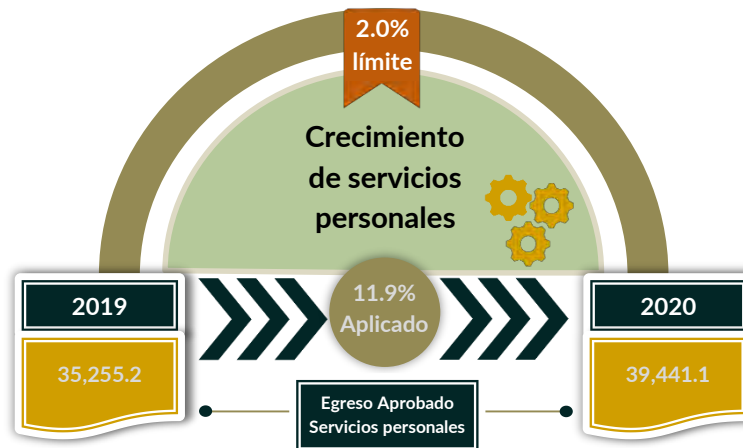 2.0%
límite
Crecimiento
de servicios
personales
2019
11.9%
Aplicado
2020
35,255.2
39,441.1
Egreso Aprobado
Servicios personales